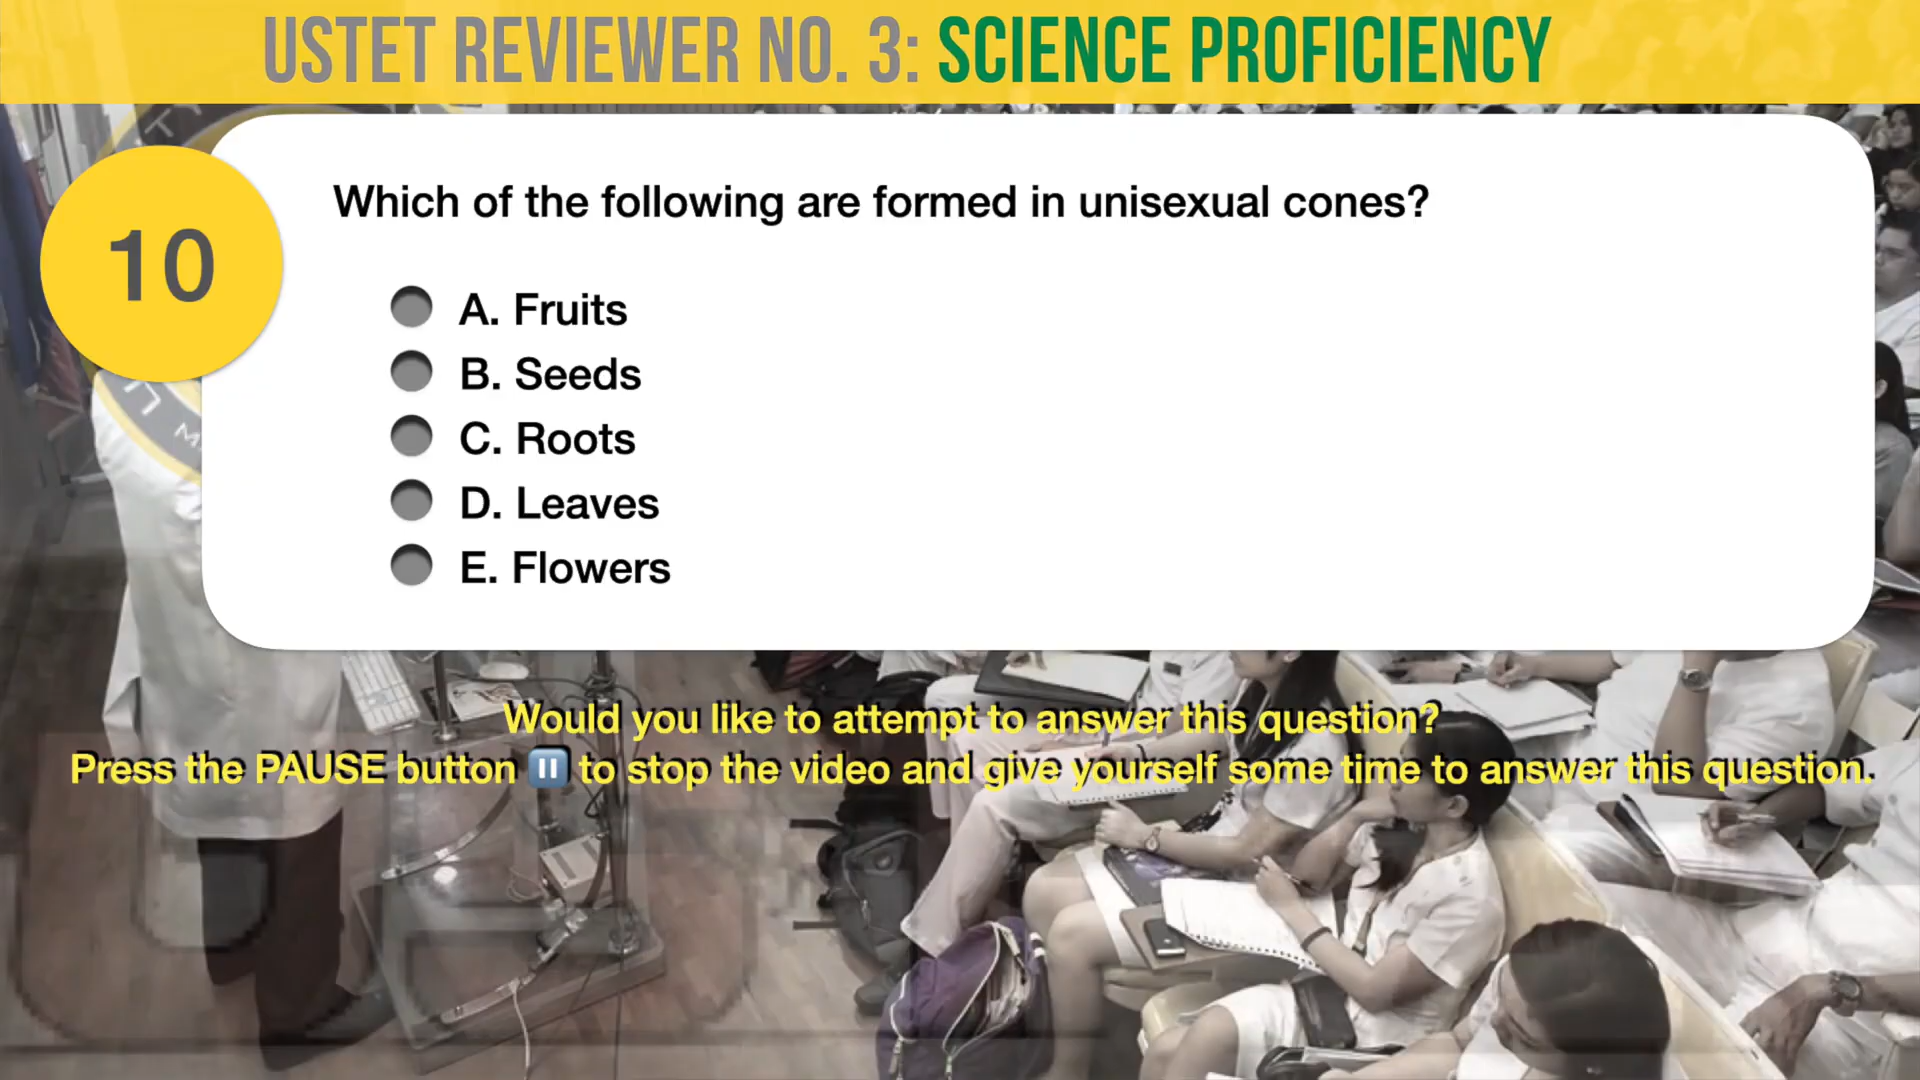 USTET REVIEWER NO. 3: SCIENCE PROFICIENCY
10
Which of the following are formed in unisexual cones?
A. Fruits
B. Seeds
C. Roots
D. Leaves
E. Flowers
Would you like to attempt to answer this question?
Press the PAUSE button ⏸ to stop the video and give yourself some time to answer this question.